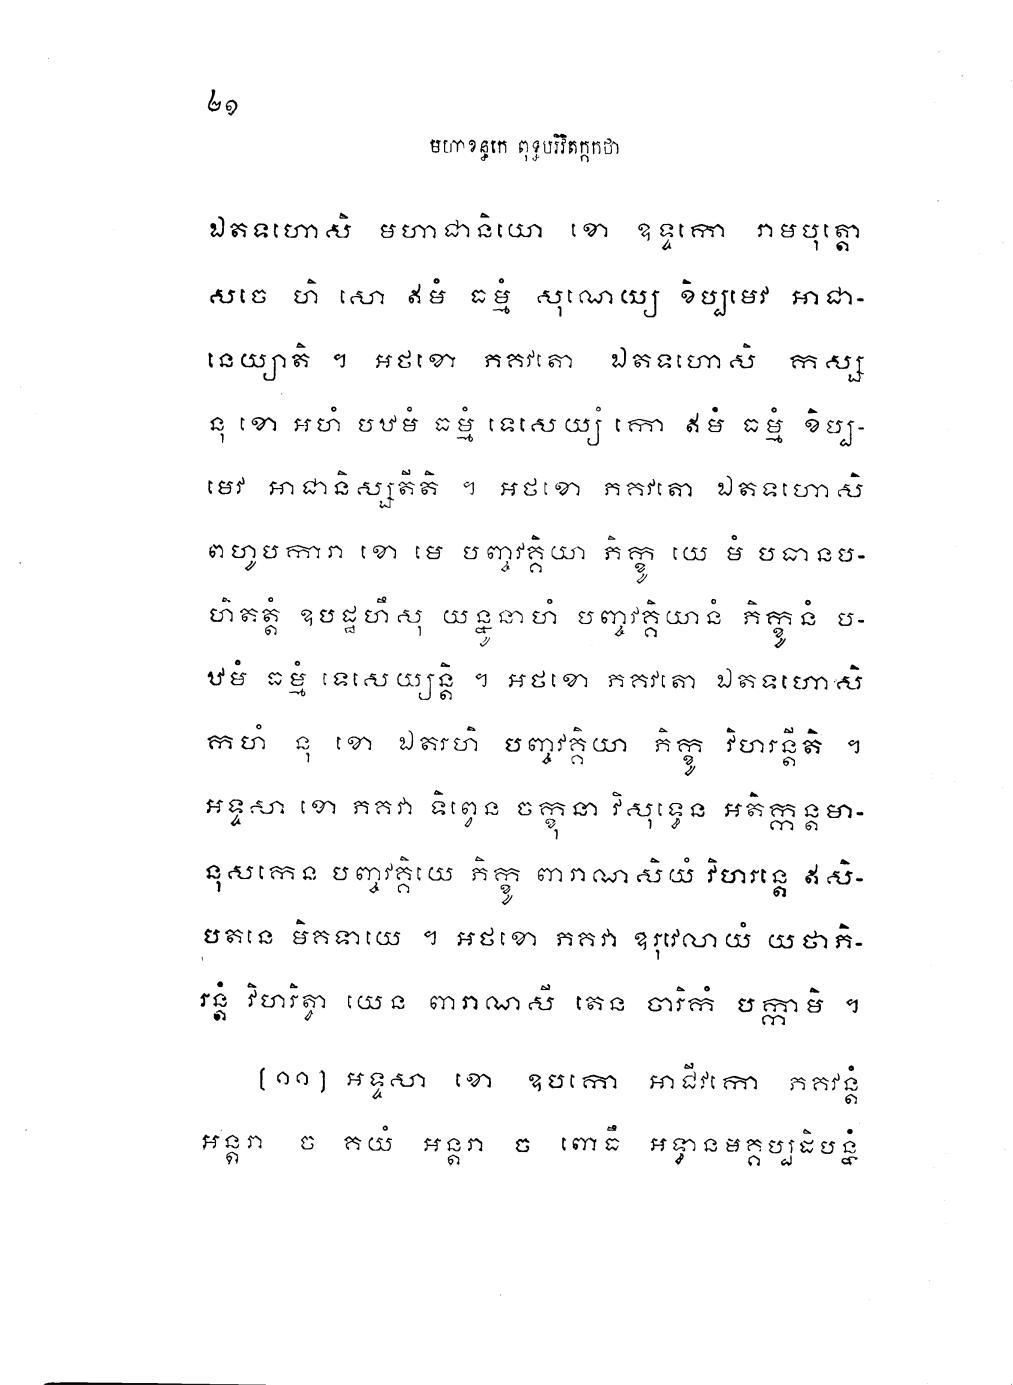 ២១
មហាខន្ធកេ ពុទ្ធបរិវិតក្កកថា
ឯតទហោសិ មហាជានិយោ ខោ ឧទ្ទកោ រាមបុត្តោ
សចេ ហិ សោ ឥមំ ធម្មំ សុណេយ្យ ខិប្បមេវ អាជា-
នេយ្យាតិ ។ អថខោ ភគវតោ ឯតទហោសិ កស្ស
នុ ខោ អហំ បឋមំ ធម្មំ ទេសេយ្យំ កោ ឥមំ ធម្មំ ខិប្ប-
មេវ អាជានិស្សតីតិ ។ អថខោ ភគវតោ ឯតទហោសិ
ពហូបការា ខោ មេ បញ្ចវគ្គិយា ភិក្ខូ យេ មំ បធានប-
ហិតត្តំ ឧបដ្ឋហឹសុ យន្នូនាហំ បញ្ចវគ្គិយានំ ភិក្ខូនំ ប-
ឋមំ ធម្មំ ទេសេយ្យន្តិ ។ អថខោ ភគវតោ ឯតទហោសិ
កហំ នុ ខោ ឯតរហិ បញ្ចវគ្គិយា ភិក្ខូ វិហរន្តីតិ ។
អទ្ទសា ខោ ភគវា ទិព្វេន ចក្ខុនា វិសុទ្ធេន អតិក្កន្តមា-
នុសកេន បញ្ចវគ្គិយេ ភិក្ខូ ពារាណសិយំ វិហរន្តេ ឥសិ-
បតនេ មិគទាយេ ។ អថខោ ភគវា ឧរុវេលាយំ យថាភិ-
រន្តំ វិហរិត្វា យេន ពារាណសី តេន ចារិកំ បក្កាមិ ។
[១១] អទ្ទសា ខោ ឧបកោ អាជីវកោ ភគវន្តំ
អន្តរា ច គយំ អន្តរា ច ពោធឹ អទ្ធានមគ្គប្បដិបន្នំ